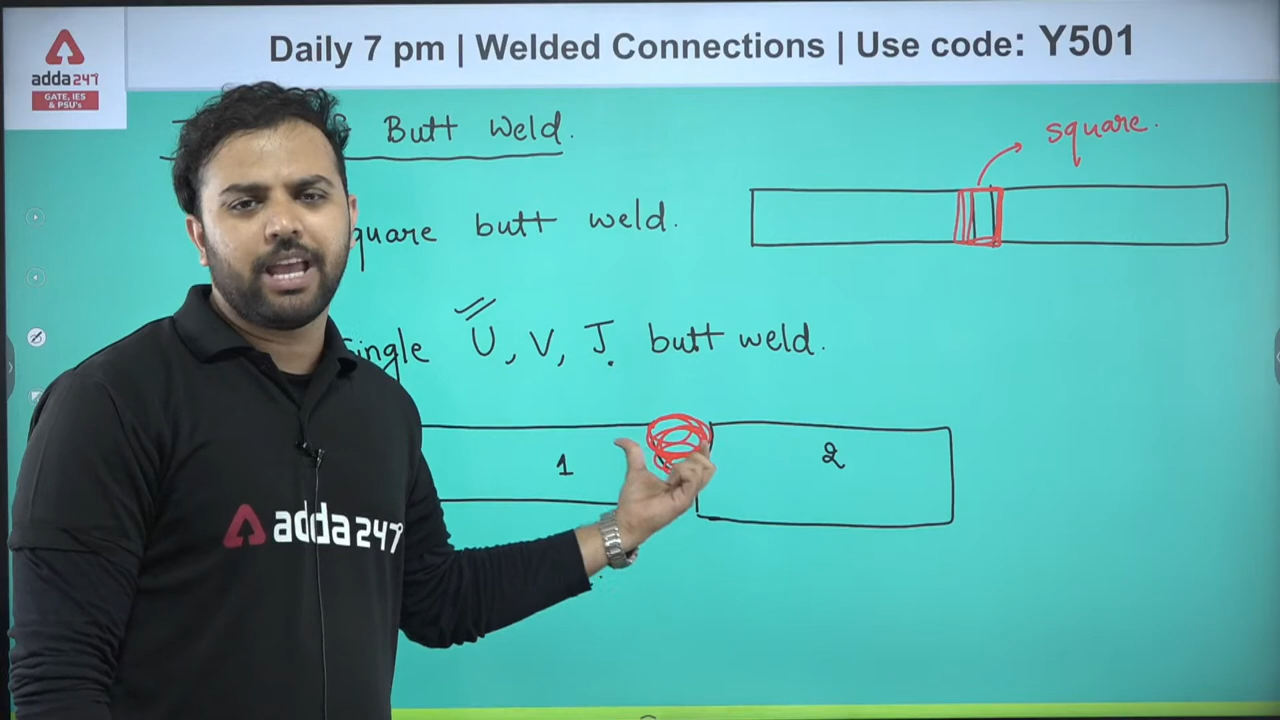 Daily 7 pm | Welded Connections | Use code: Y501
adda247
GATE, IES
& PSU's
Butt Weld.
square.
quare butt weld.
ingle U, V, J. butt weld.
1
2
adda247